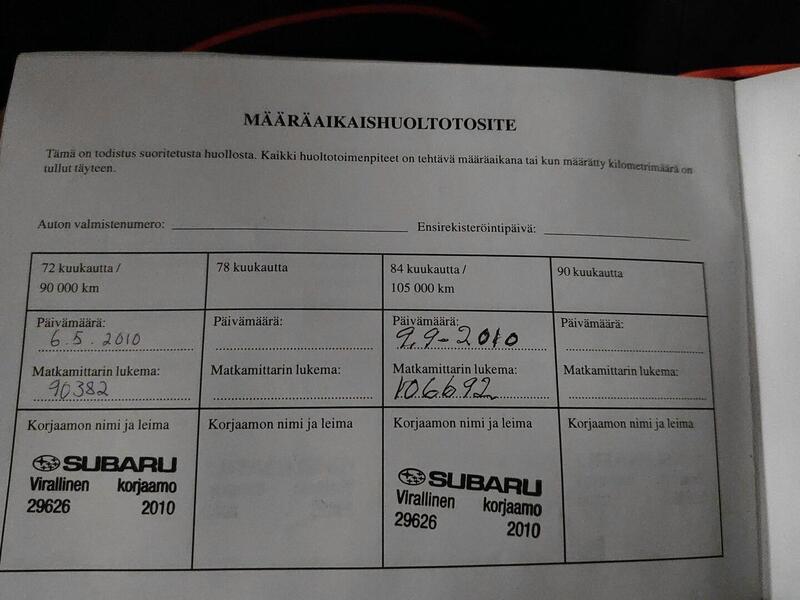 MÄÄRÄAIKAISHUOLTOTOSITE
Tämä on todistus suoritetusta huollosta. Kaikki huoltotoimenpiteet on tehtävä määräaikana tai kun määrätty kilometrimäärä on
tullut täyteen.
Auton valmistenumero: Ensirekisteröintipäivä:
72 kuukautta /
90 000 km
78 kuukautta
84 kuukautta /
105 000 km
90 kuukautta
Päivämäärä:
6.5.2010
Päivämäärä:
Päivämäärä:
9.9-2010
Päivämäärä:
Matkamittarin lukema:
90382
Matkamittarin lukema:
Matkamittarin lukema:
106692
Matkamittarin lukema:
Korjaamon nimi ja leima
SUBARU
Virallinen korjaamo
29626 2010
Korjaamon nimi ja leima
Korjaamon nimi ja leima
SUBARU
Virallinen korjaamo
29626 2010
Korjaamon nimi ja leima